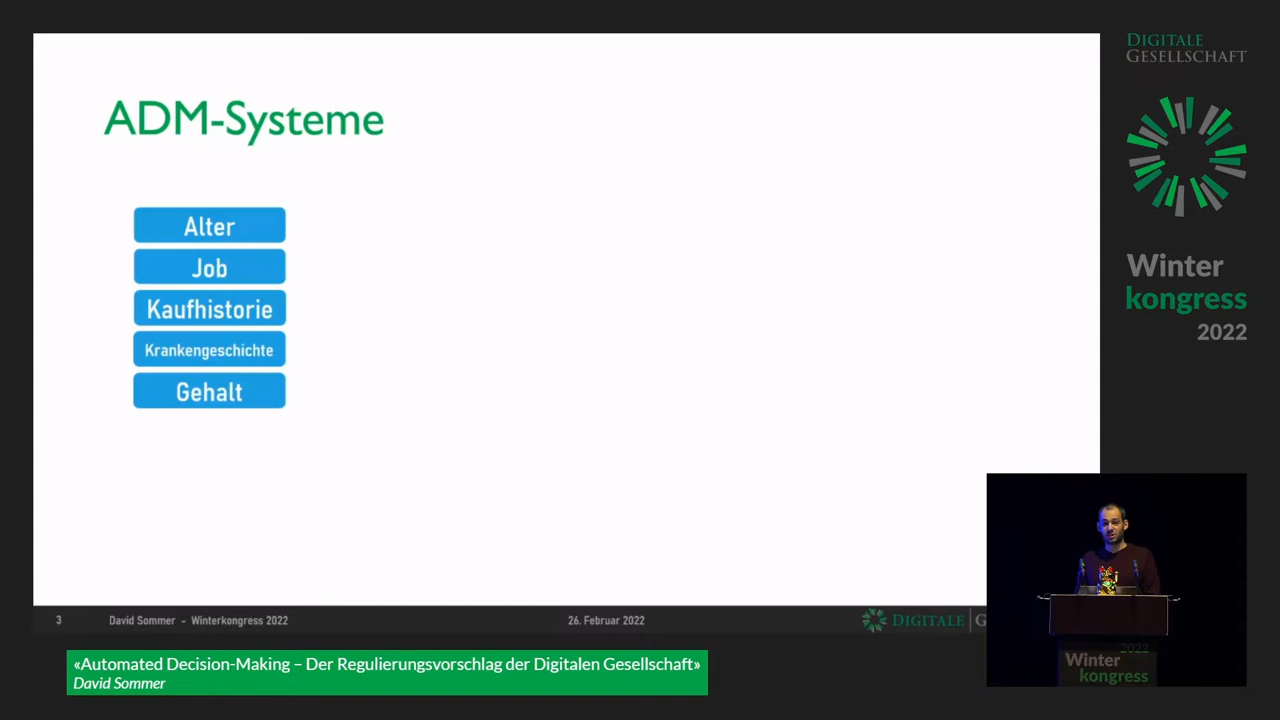 ADM-Systeme
Alter
Job
Kaufhistorie
Krankengeschichte
Gehalt
3
David Sommer - Winterkongress 2022
26. Februar 2022
DIGITALE
G
DIGITALE
GESELLSCHAFT
Winter
kongress
2022
2022
Winter
kongress
«Automated Decision-Making – Der Regulierungsvorschlag der Digitalen Gesellschaft»
David Sommer